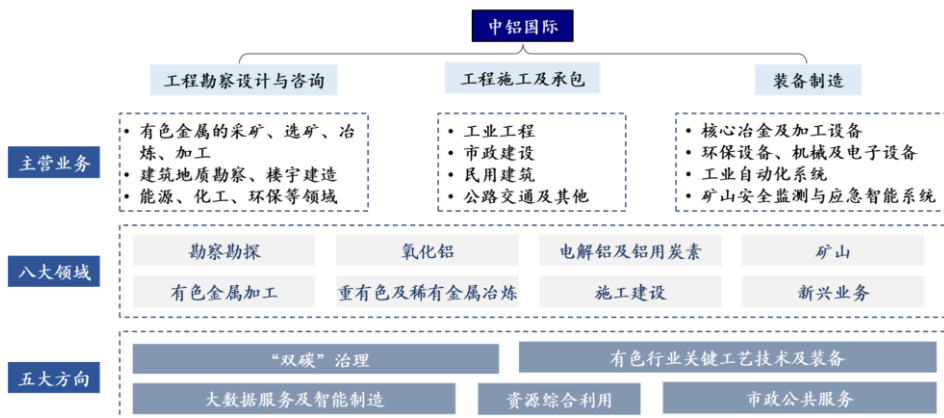 中铝国际
工程勘察设计与咨询
工程施工及承包
装备制造
主营业务
• 有色金属的采矿、选矿、冶
炼、加工
• 建筑地质勘察、楼宇建造
• 能源、化工、环保等领域
• 工业工程
• 市政建设
• 民用建筑
• 公路交通及其他
• 核心冶金及加工设备
• 环保设备、机械及电子设备
• 工业自动化系统
• 矿山安全监测与应急智能系统
八大领域
勘察勘探
氧化铝
电解铝及铝用炭素
矿山
有色金属加工
重有色及稀有金属冶炼
施工建设
新兴业务
五大方向
“双碳”治理
有色行业关键工艺技术及装备
大数据服务及智能制造
资源综合利用
市政公共服务